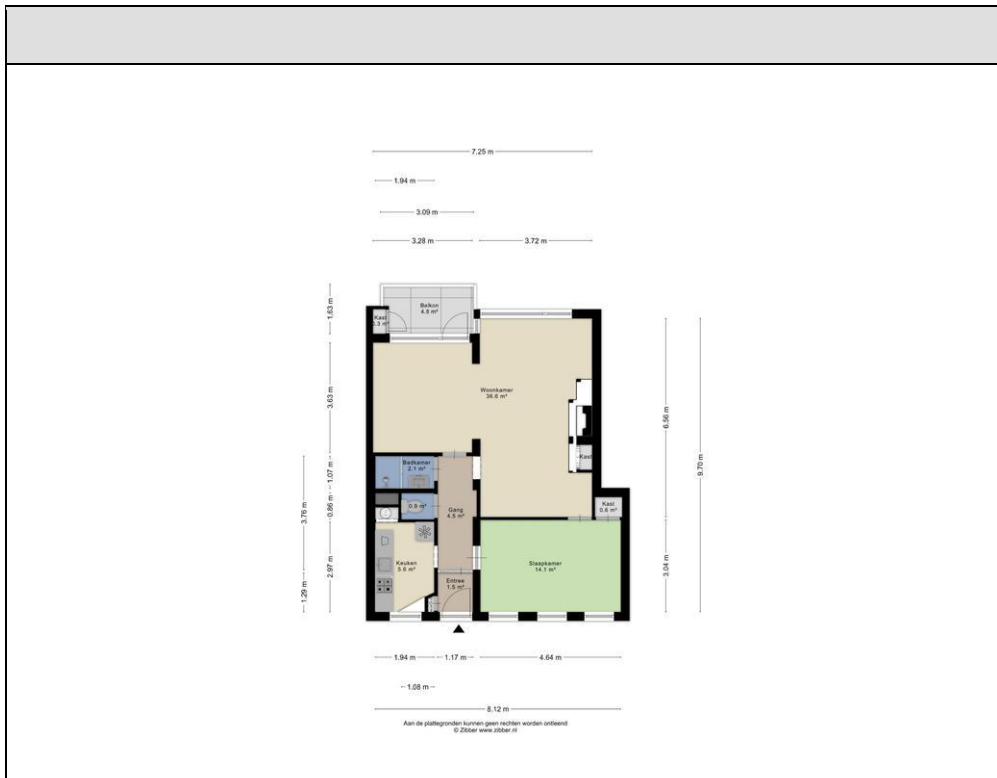 7.25 m
1.94 m
3.09 m
3.28 m
3.72 m
1.63 m
3.63 m
1.07 m
0.86 m
2.97 m
3.76 m
1.29 m
Balkon
4.8 m²
Kast
0.3 m²
Woonkamer
36.6 m²
Kast
Badkamer
2.1 m²
0.9 m²
Gang
4.5 m²
Kast
0.6 m²
Keuken
5.6 m²
Entree
1.5 m²
Slaapkamer
14.1 m²
6.56 m
9.70 m
3.04 m
1.94 m
1.17 m
4.64 m
1.08 m
8.12 m
Aan de plattegronden kunnen geen rechten worden ontleend
© Zibber www.zibber.nl